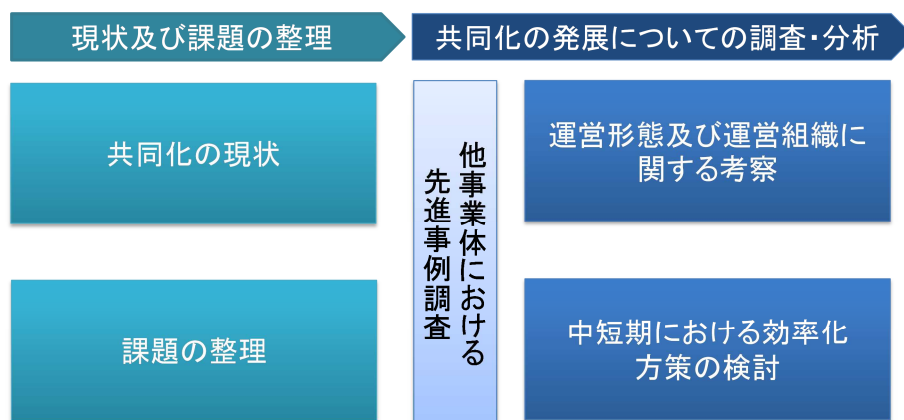 現状及び課題の整理
共同化の発展についての調査・分析
共同化の現状
課題の整理
他事業体における
先進事例調査
運営形態及び運営組織に
関する考察
中短期における効率化
方策の検討